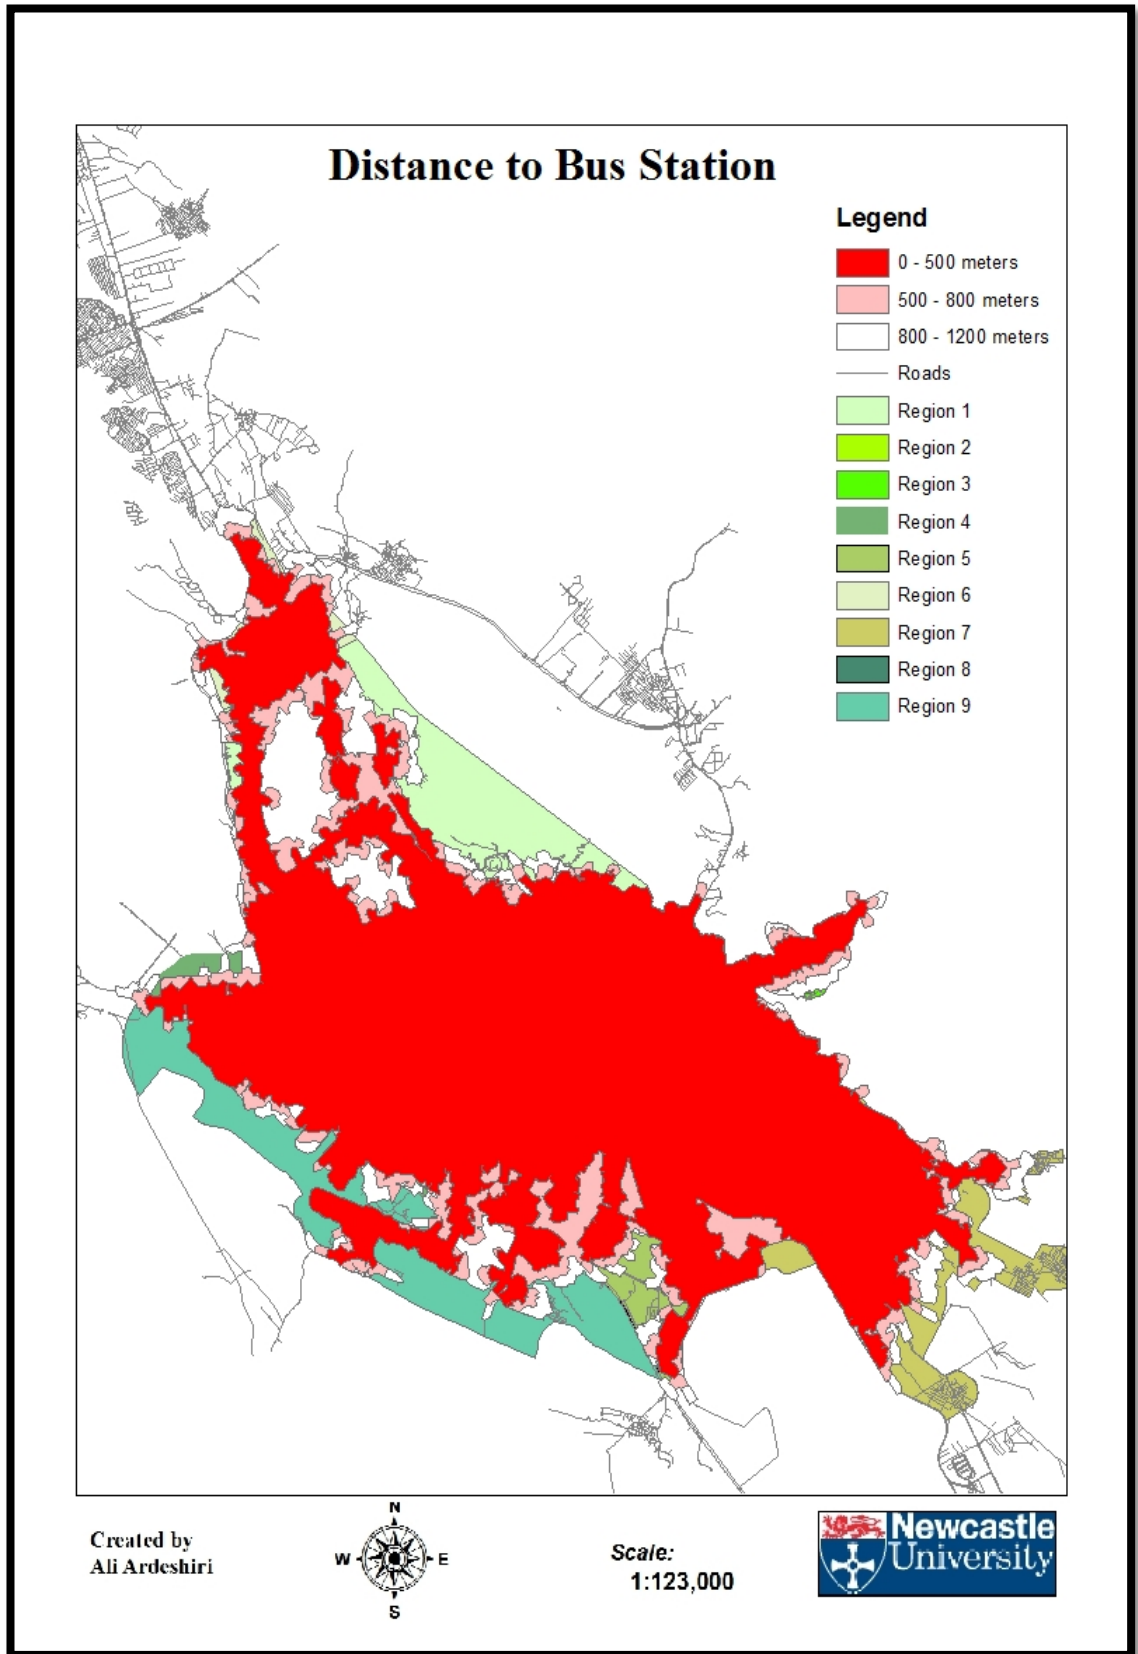 Distance to Bus Station
Legend
0 - 500 meters
500 - 800 meters
800 - 1200 meters
Roads
Region 1
Region 2
Region 3
Region 4
Region 5
Region 6
Region 7
Region 8
Region 9
Created by
Ali Ardeshiri
N
W
E
S
Scale:
1:123,000
Newcastle
University